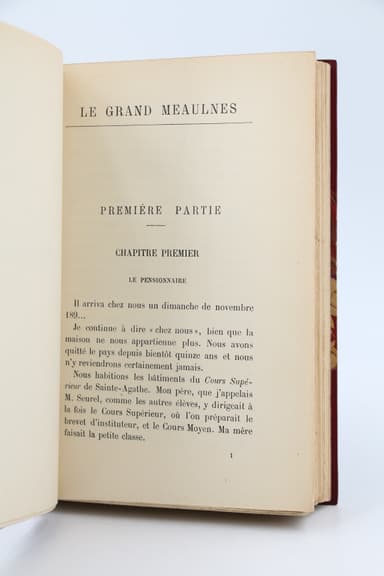 LE GRAND MEAULNES
PREMIÈRE PARTIE
CHAPITRE PREMIER
LE PENSIONNAIRE
Il arriva chez nous un dimanche de novembre
189...
Je continue à dire « chez nous », bien que la
maison ne nous appartienne plus. Nous avons
quitté le pays depuis bientôt quinze ans et nous
n'y reviendrons certainement jamais.
Nous habitions les bâtiments du Cours Supé-
rieur de Sainte-Agathe. Mon père, que j'appelais
M. Seurel, comme les autres élèves, y dirigeait à
la fois le Cours Supérieur, où l'on préparait le
brevet d'instituteur, et le Cours Moyen. Ma mère
faisait la petite classe.
1